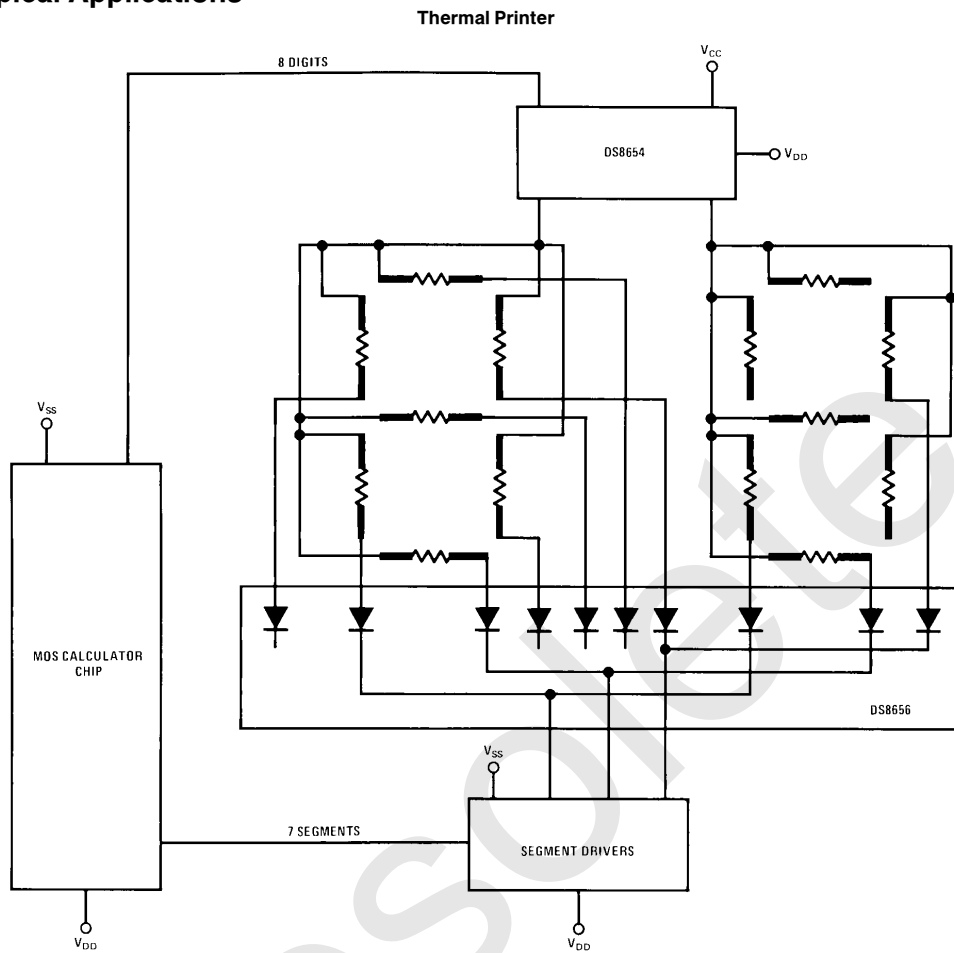 pical Applications
Thermal Printer
8 DIGITS
VCC
DS8654
VDD
VSS
MOS CALCULATOR
CHIP
DS8656
VSS
7 SEGMENTS
SEGMENT DRIVERS
VDD
VDD
solete